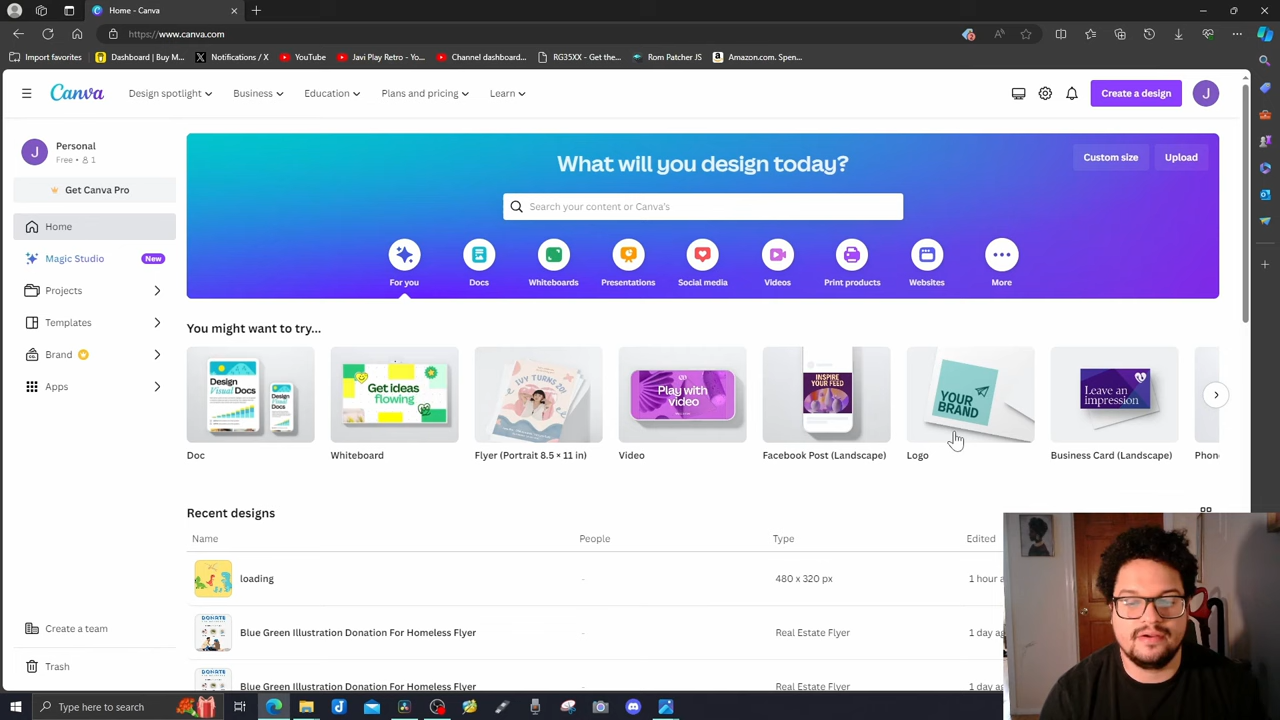 Home - Canva
https://www.canva.com
Import favorites
Dashboard | Buy M...
Notifications / X
YouTube
Javi Play Retro - Yo...
Channel dashboard...
RG35XX - Get the...
Rom Patcher JS
Amazon.com. Spen...
Canva
Design spotlight
Business
Education
Plans and pricing
Learn
Create a design
J
J
Personal
Free • 1
Get Canva Pro
Home
Magic Studio
New
Projects
Templates
Brand
Apps
Create a team
Trash
What will you design today?
Custom size
Upload
Search your content or Canva's
For you
Docs
Whiteboards
Presentations
Social media
Videos
Print products
Websites
More
You might want to try...
Design Visual Docs
Get ideas flowing
IVY TURNS 20!
Play with video
INSPIRE YOUR FEED
YOUR BRAND
Leave an impression
Doc
Whiteboard
Flyer (Portrait 8.5 × 11 in)
Video
Facebook Post (Landscape)
Logo
Business Card (Landscape)
Phon
Recent designs
Name
People
Type
Edited
loading
-
480 x 320 px
1 hour a
DONATE
Blue Green Illustration Donation For Homeless Flyer
-
Real Estate Flyer
1 day ag
DONATE
Blue Green Illustration Donation For Homeless Flyer
-
Real Estate Flyer
1 day ag
Type here to search